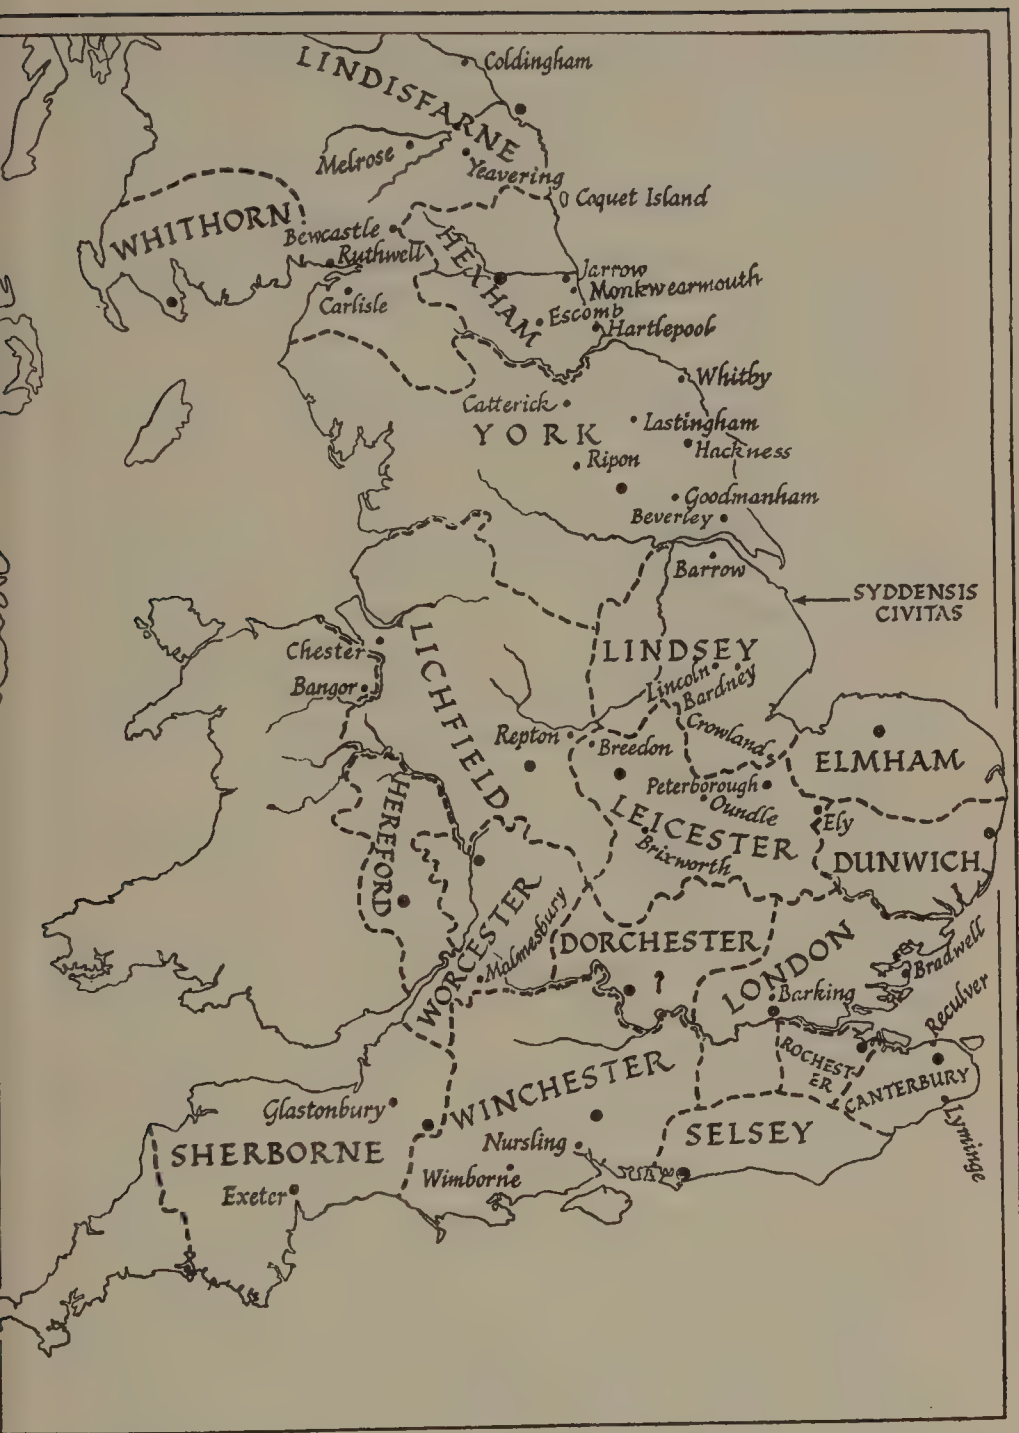 Coldingham
LINDISFARNE
Melrose
Yeavering
Coquet Island
WHITHORN
Bewcastle
Ruthwell
HEXHAM
Jarrow
Monkwearmouth
Carlisle
Escomb
Hartlepool
Whitby
Catterick
Lastingham
YORK
Hackness
Ripon
Goodmanham
Beverley
Barrow
SYDDENSIS
CIVITAS
Chester
LICHFIELD
LINDSEY
Bangor
Lincoln
Bardney
Repton
Breedon
Crowland
ELMHAM
HEREFORD
Peterborough
Oundle
LEICESTER
Ely
Brixworth
DUNWICH
WORCESTER
Malmesbury
DORCHESTER
LONDON
Bradwell
?
Barking
Reculver
ROCHEST-
ER
WINCHESTER
CANTERBURY
Glastonbury
Lyminge
SHERBORNE
Nursling
SELSEY
Wimborne
Exeter